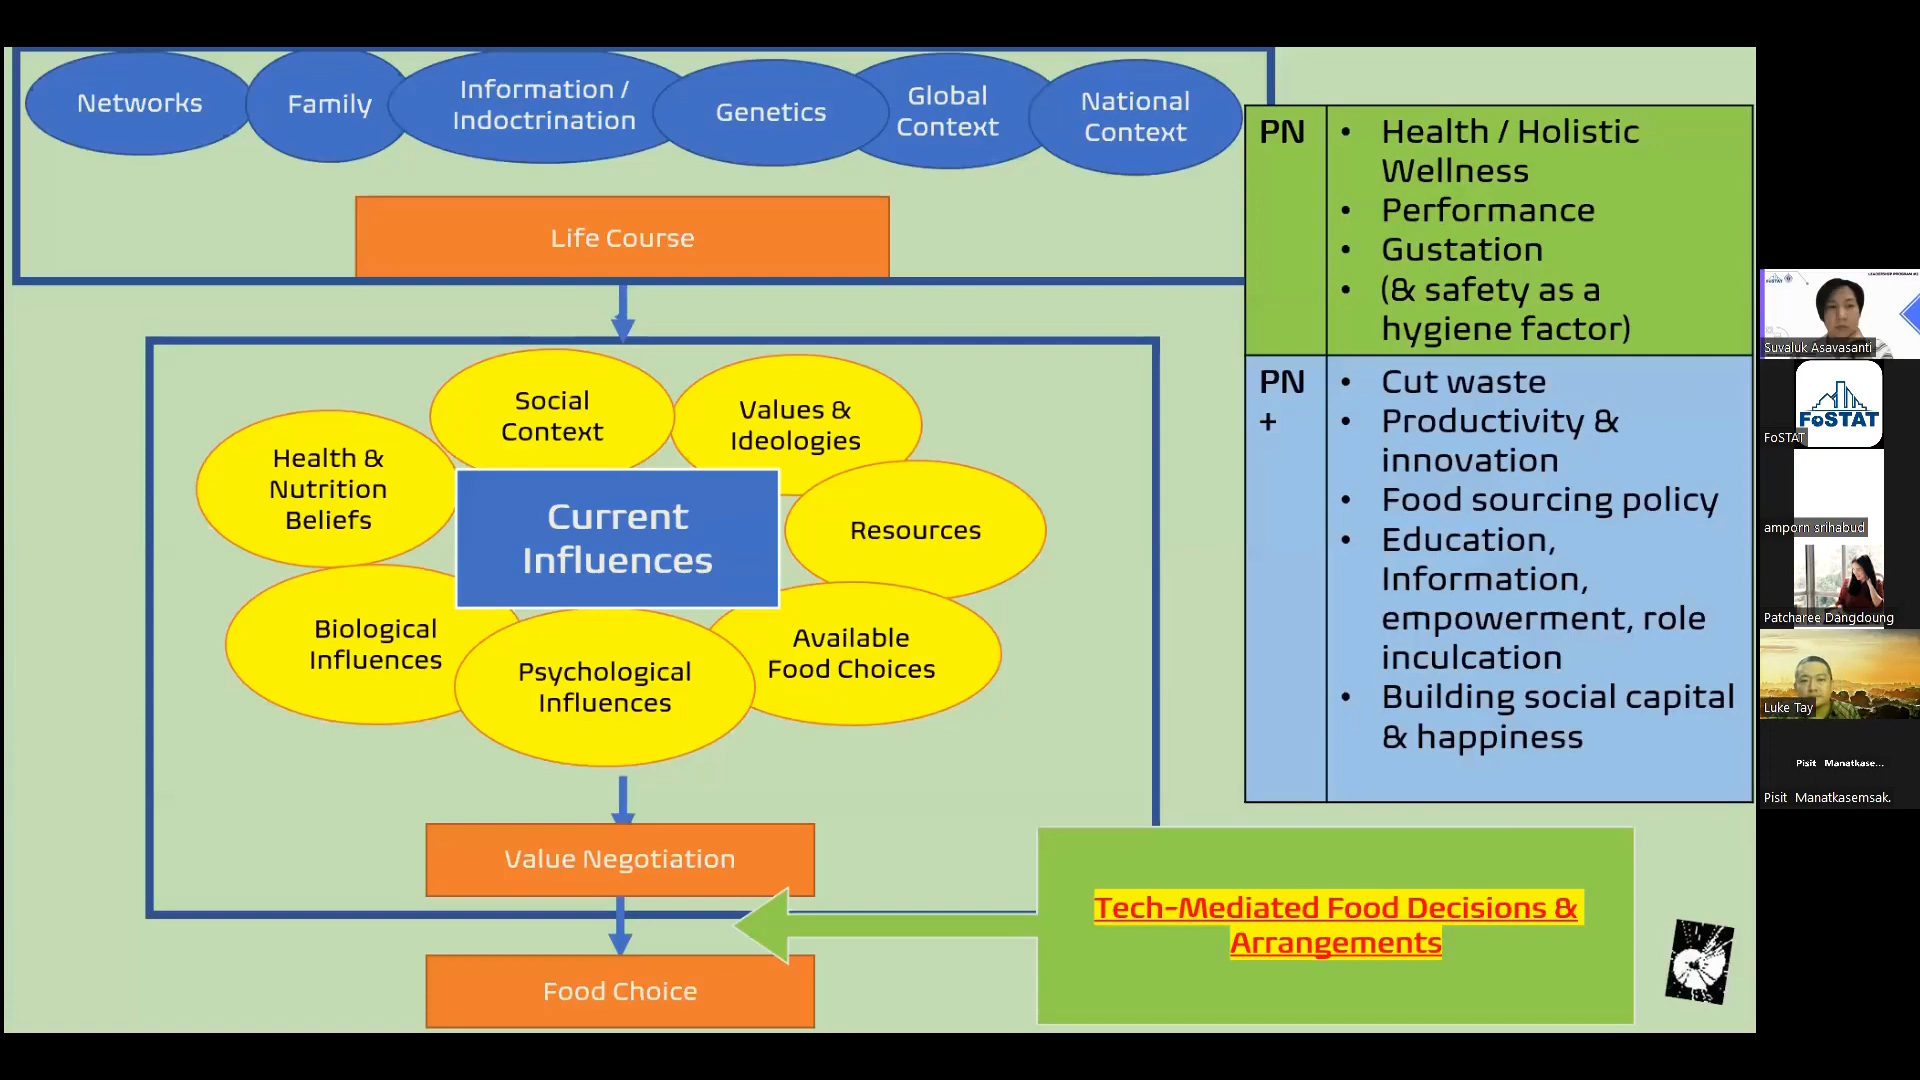 Networks
Family
Information /
Indoctrination
Genetics
Global
Context
National
Context
Life Course
Social
Context
Values &
Ideologies
Health &
Nutrition
Beliefs
Current
Influences
Resources
Biological
Influences
Psychological
Influences
Available
Food Choices
Value Negotiation
Food Choice
Tech-Mediated Food Decisions &
Arrangements
PN
• Health / Holistic
Wellness
• Performance
• Gustation
• (& safety as a
hygiene factor)
PN
+
• Cut waste
• Productivity &
innovation
• Food sourcing policy
• Education,
Information,
empowerment, role
inculcation
• Building social capital
& happiness
LEADERSHIP PROGRAM #2
FoSTAT
Suvaluk Asavasanti
FoSTAT
FoSTAT
amporn srihabud
Patcharee Dangdoung
Luke Tay
Pisit Manatkase...
Pisit Manatkasemsak.